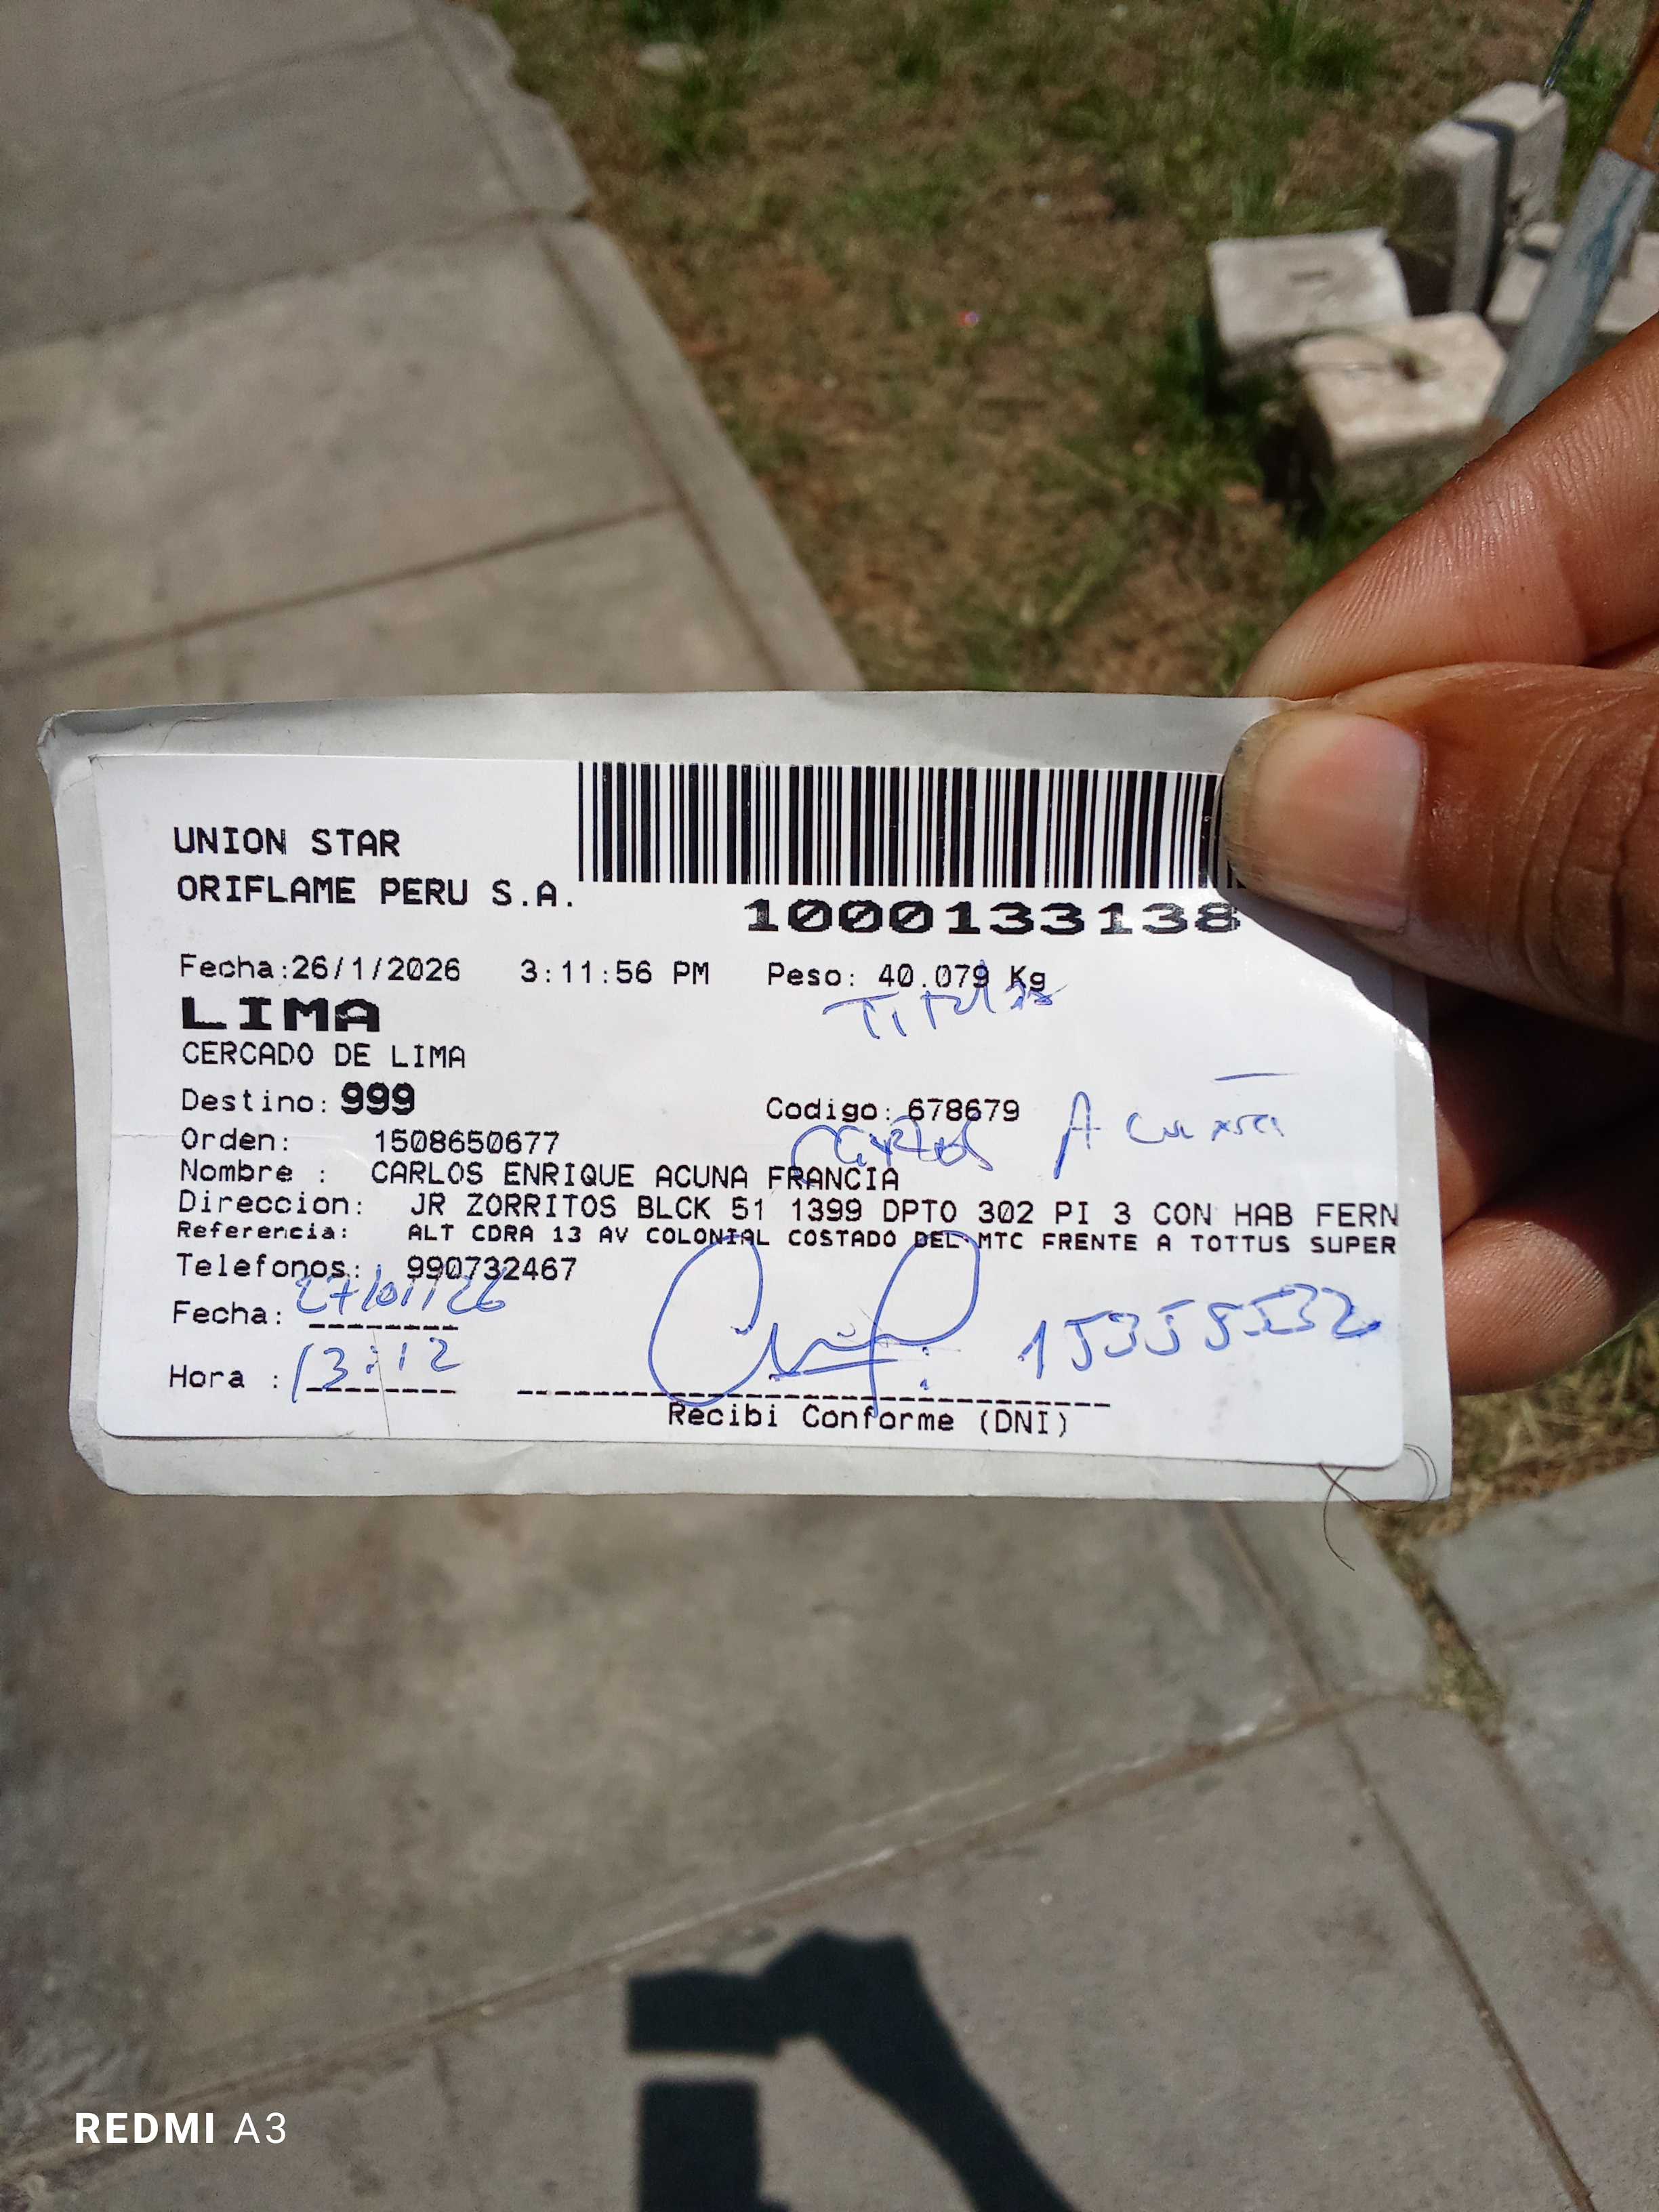 UNION STAR
ORIFLAME PERU S.A.
1000133138
Fecha:26/1/2026 3:11:56 PM Peso: 40.079 Kg
Titular
LIMA
CERCADO DE LIMA
Destino: 999 Codigo: 678679
Carlos Acuña
Orden: 1508650677
Nombre : CARLOS ENRIQUE ACUNA FRANCIA
Direccion: JR ZORRITOS BLCK 51 1399 DPTO 302 PI 3 CON HAB FERN
Referencia: ALT CDRA 13 AV COLONIAL COSTADO DEL MTC FRENTE A TOTTUS SUPER
Telefonos: 990732467
Fecha: 27/01/26
Hora : 13:12
Recibi Conforme (DNI)
REDMI A3